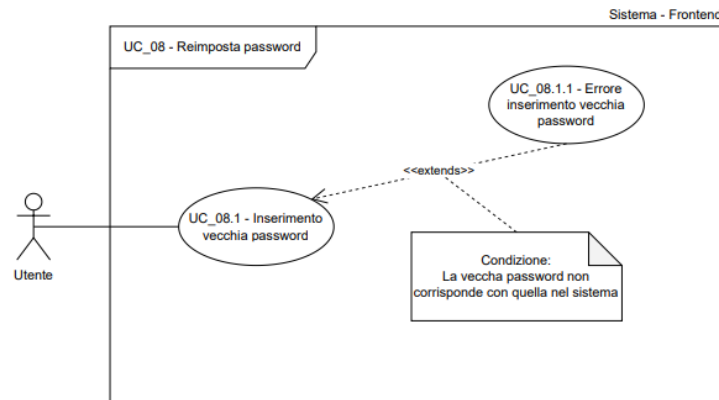 Sistema - Frontend
UC_08 - Reimposta password
UC_08.1.1 - Errore
inserimento vecchia
password
<<extends>>
UC_08.1 - Inserimento
vecchia password
Utente
Condizione:
La veccha password non
corrisponde con quella nel sistema